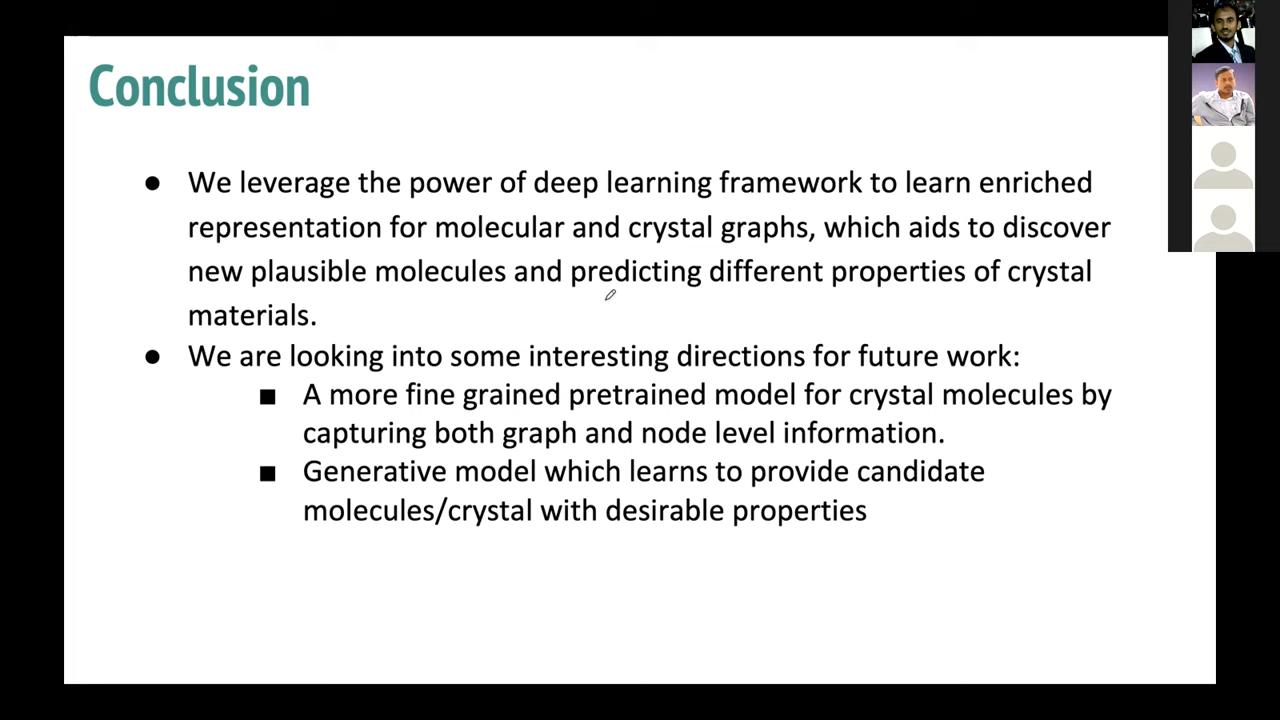 Conclusion
● We leverage the power of deep learning framework to learn enriched
representation for molecular and crystal graphs, which aids to discover
new plausible molecules and predicting different properties of crystal
materials.
● We are looking into some interesting directions for future work:
■ A more fine grained pretrained model for crystal molecules by
capturing both graph and node level information.
■ Generative model which learns to provide candidate
molecules/crystal with desirable properties